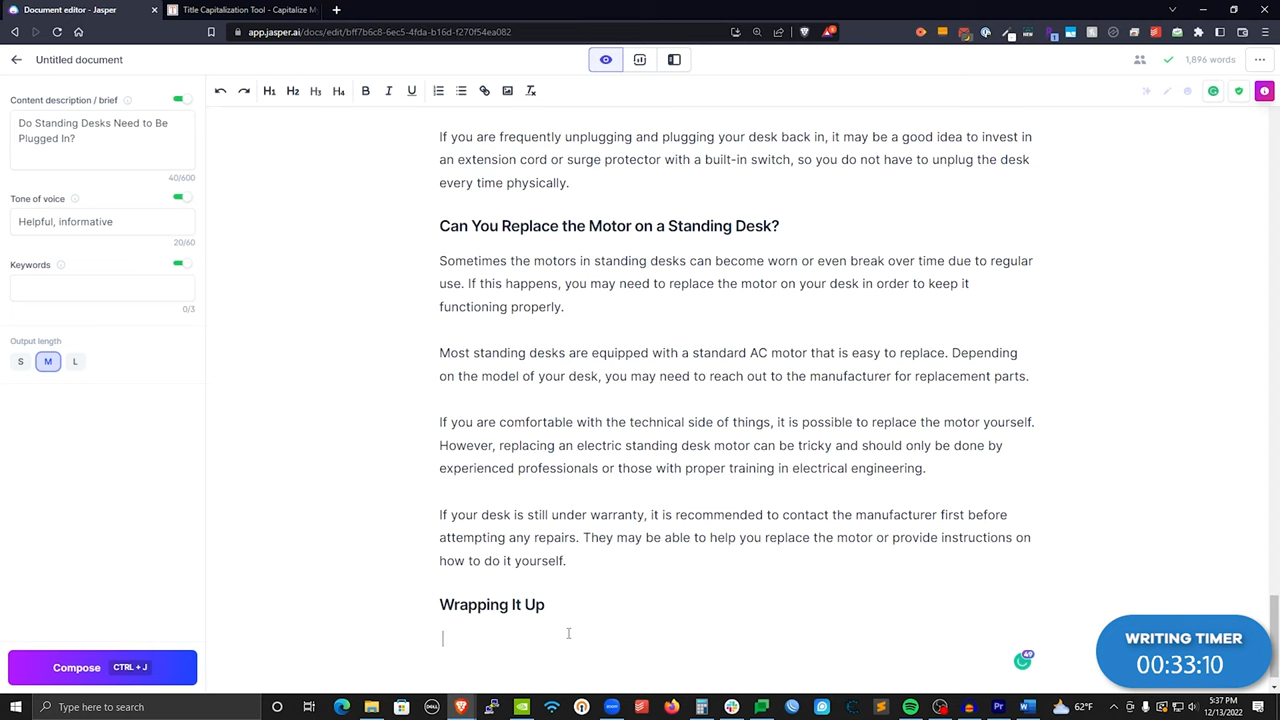 Document editor - Jasper
Title Capitalization Tool - Capitalize M
app.jasper.ai/docs/edit/bff7b6c8-6ec5-4fda-b16d-f270f54ea082
Untitled document
1,896 words
H1 H2 H3 H4 B I U
Content description / brief
Do Standing Desks Need to Be
Plugged In?
40/600
Tone of voice
Helpful, informative
20/60
Keywords
0/3
Output length
S M L
Compose CTRL + J
If you are frequently unplugging and plugging your desk back in, it may be a good idea to invest in
an extension cord or surge protector with a built-in switch, so you do not have to unplug the desk
every time physically.
Can You Replace the Motor on a Standing Desk?
Sometimes the motors in standing desks can become worn or even break over time due to regular
use. If this happens, you may need to replace the motor on your desk in order to keep it
functioning properly.
Most standing desks are equipped with a standard AC motor that is easy to replace. Depending
on the model of your desk, you may need to reach out to the manufacturer for replacement parts.
If you are comfortable with the technical side of things, it is possible to replace the motor yourself.
However, replacing an electric standing desk motor can be tricky and should only be done by
experienced professionals or those with proper training in electrical engineering.
If your desk is still under warranty, it is recommended to contact the manufacturer first before
attempting any repairs. They may be able to help you replace the motor or provide instructions on
how to do it yourself.
Wrapping It Up
49
WRITING TIMER
00:33:10
Type here to search
62°F
5:37 PM
12/13/2022